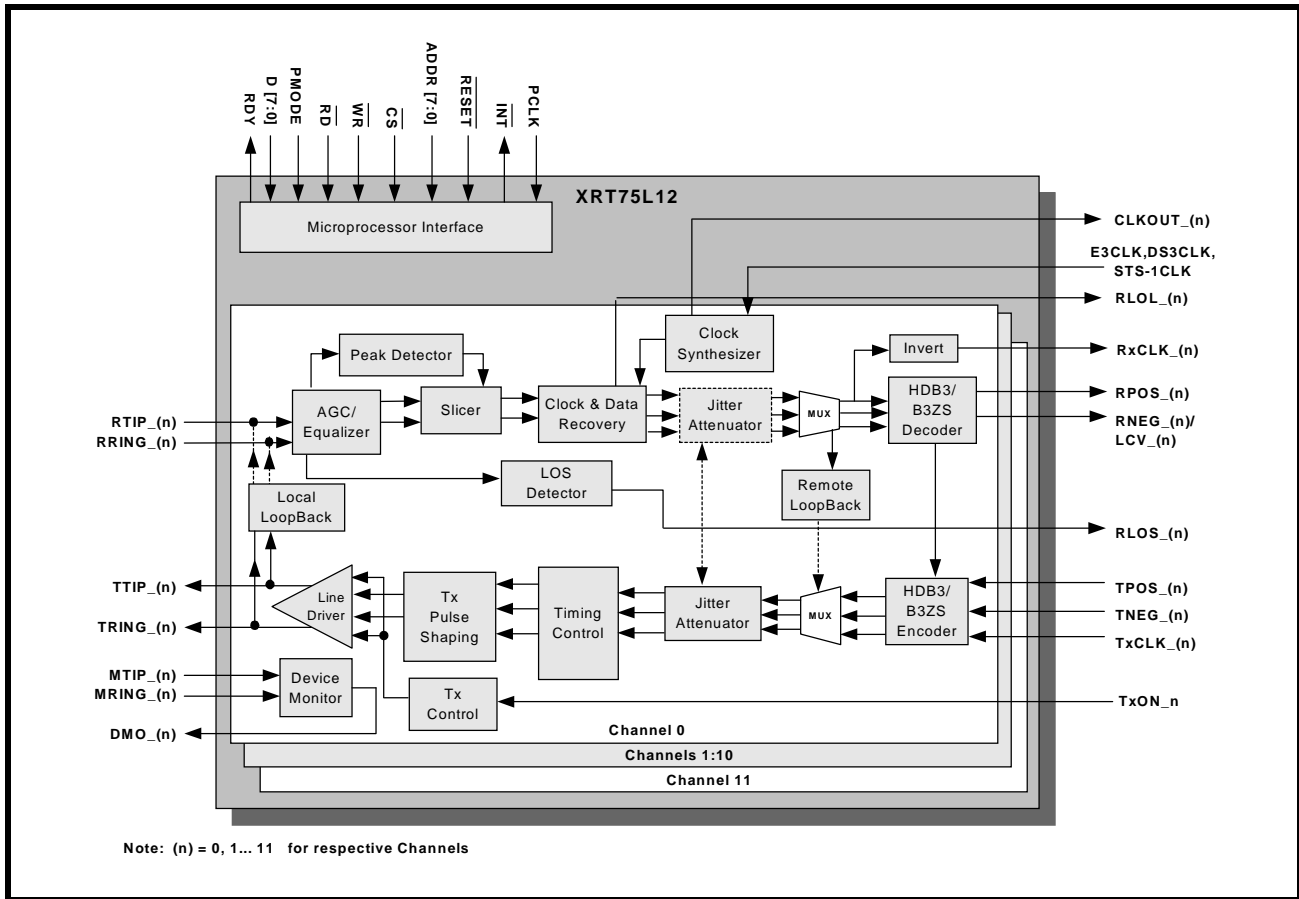 RDY
D [7:0]
PMODE
RD
WR
CS
ADDR [7:0]
RESET
INT
PCLK
XRT75L12
Microprocessor Interface
CLKOUT_(n)
E3CLK,DS3CLK,
STS-1CLK
RLOL_(n)
Clock
Synthesizer
Peak Detector
Invert
RxCLK_(n)
RTIP_(n)
RRING_(n)
AGC/
Equalizer
Slicer
Clock & Data
Recovery
Jitter
Attenuator
MUX
HDB3/
B3ZS
Decoder
RPOS_(n)
RNEG_(n)/
LCV_(n)
LOS
Detector
Remote
LoopBack
Local
LoopBack
RLOS_(n)
TTIP_(n)
TRING_(n)
Line
Driver
Tx
Pulse
Shaping
Timing
Control
Jitter
Attenuator
MUX
HDB3/
B3ZS
Encoder
TPOS_(n)
TNEG_(n)
TxCLK_(n)
MTIP_(n)
MRING_(n)
Device
Monitor
Tx
Control
TxON_n
DMO_(n)
Channel 0
Channels 1:10
Channel 11
Note: (n) = 0, 1... 11 for respective Channels